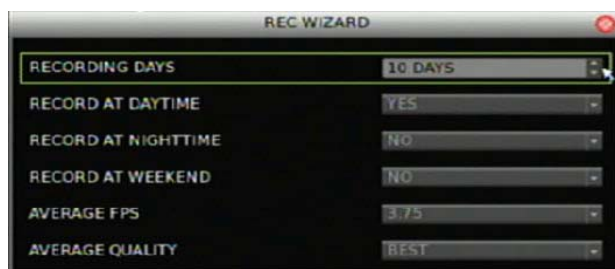 REC WIZARD
RECORDING DAYS 10 DAYS
RECORD AT DAYTIME YES
RECORD AT NIGHTTIME NO
RECORD AT WEEKEND NO
AVERAGE FPS 3.75
AVERAGE QUALITY BEST